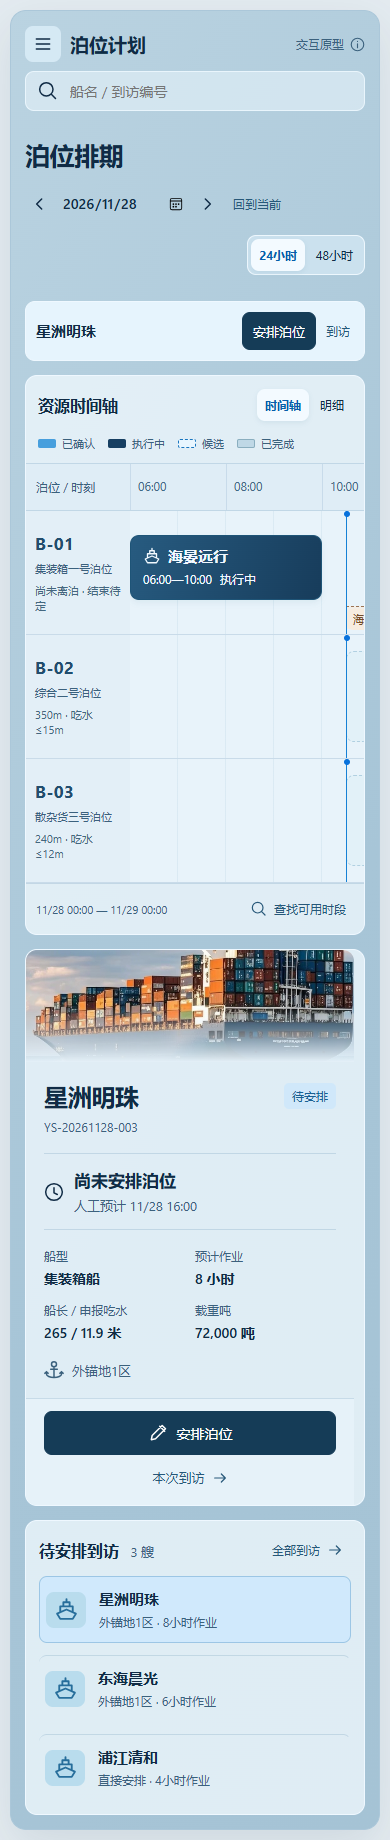 泊位计划
交互原型
船名 / 到访编号
泊位排期
2026/11/28
回到当前
24小时 48小时
星洲明珠
安排泊位
到访
资源时间轴
时间轴 明细
已确认 执行中 候选 已完成
泊位 / 时刻 06:00 08:00 10:00
B-01
集装箱一号泊位
尚未离泊 · 结束待
定
海晏远行
06:00—10:00 执行中
海
B-02
综合二号泊位
350m · 吃水
≤15m
B-03
散杂货三号泊位
240m · 吃水
≤12m
11/28 00:00 — 11/29 00:00
查找可用时段
星洲明珠
待安排
YS-20261128-003
尚未安排泊位
人工预计 11/28 16:00
船型 预计作业
集装箱船 8 小时
船长 / 申报吃水 载重吨
265 / 11.9 米 72,000 吨
外锚地1区
安排泊位
本次到访
待安排到访 3 艘
全部到访
星洲明珠
外锚地1区 · 8小时作业
东海晨光
外锚地1区 · 6小时作业
浦江清和
直接安排 · 4小时作业